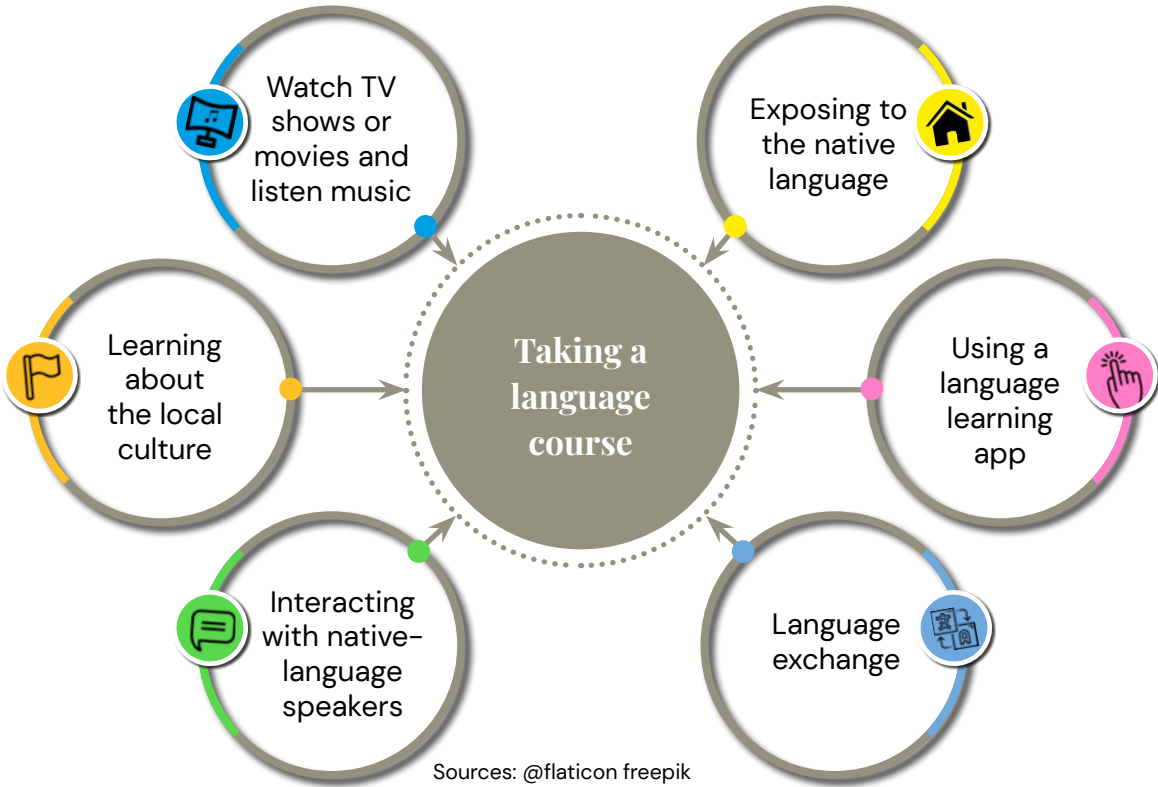 Watch TV
shows or
movies and
listen music
Exposing to
the native
language
Learning
about
the local
culture
Taking a
language
course
Using a
language
learning
app
Interacting
with native-
language
speakers
Language
exchange
文
A
Sources: @flaticon freepik